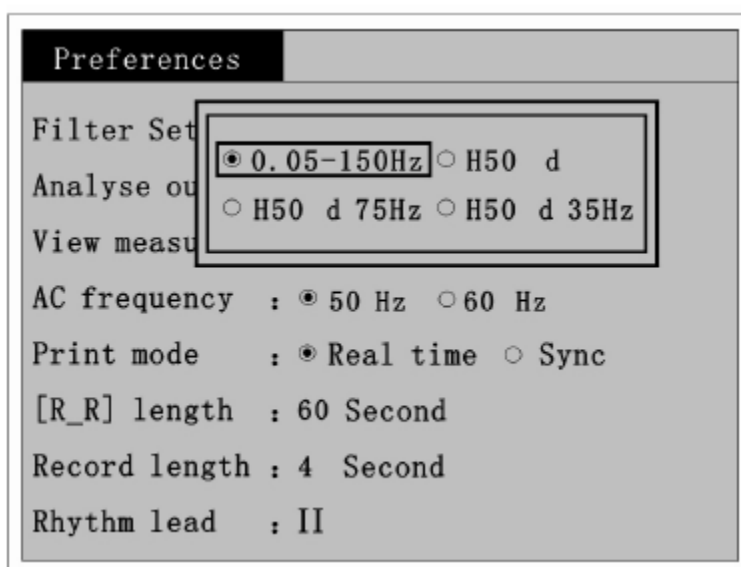 Preferences
Filter Set
0.05-150Hz H50 d
Analyse ou
H50 d 75Hz H50 d 35Hz
View measu
AC frequency : 50 Hz 60 Hz
Print mode : Real time Sync
[R_R] length : 60 Second
Record length : 4 Second
Rhythm lead : II